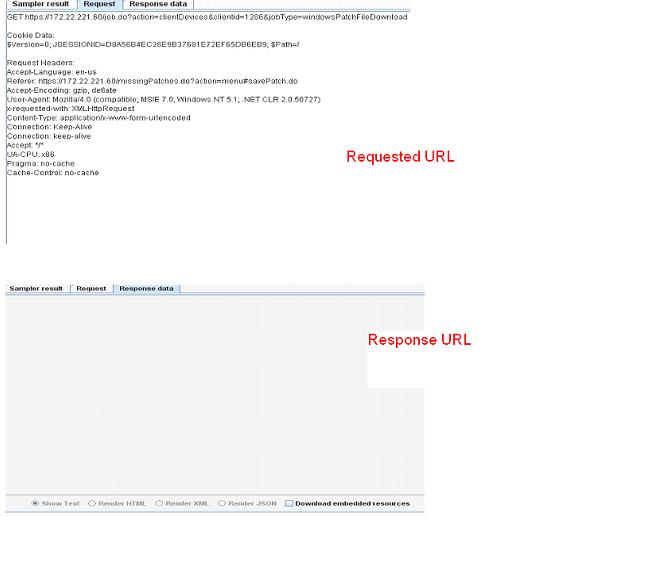 Sampler result Request Response data
GET https://172.22.221.60/job.do?action=clientDevices&clientid=1286&jobType=windowsPatchFileDownload
Cookie Data:
$Version=0; JSESSIONID=D8A56B4EC26E9B37681E72EF65DB6EB9; $Path=/
Request Headers:
Accept-Language: en-us
Referer: https://172.22.221.60/missingPatches.do?action=menu#savePatch.do
Accept-Encoding: gzip, deflate
User-Agent: Mozilla/4.0 (compatible; MSIE 7.0; Windows NT 5.1; .NET CLR 2.0.50727)
x-requested-with: XMLHttpRequest
Content-Type: application/x-www-form-urlencoded
Connection: Keep-Alive
Connection: keep-alive
Accept: */*
Requested URL
UA-CPU: x86
Pragma: no-cache
Cache-Control: no-cache
Sampler result Request Response data
Response URL
Show Text Render HTML Render XML Render JSON Download embedded resources